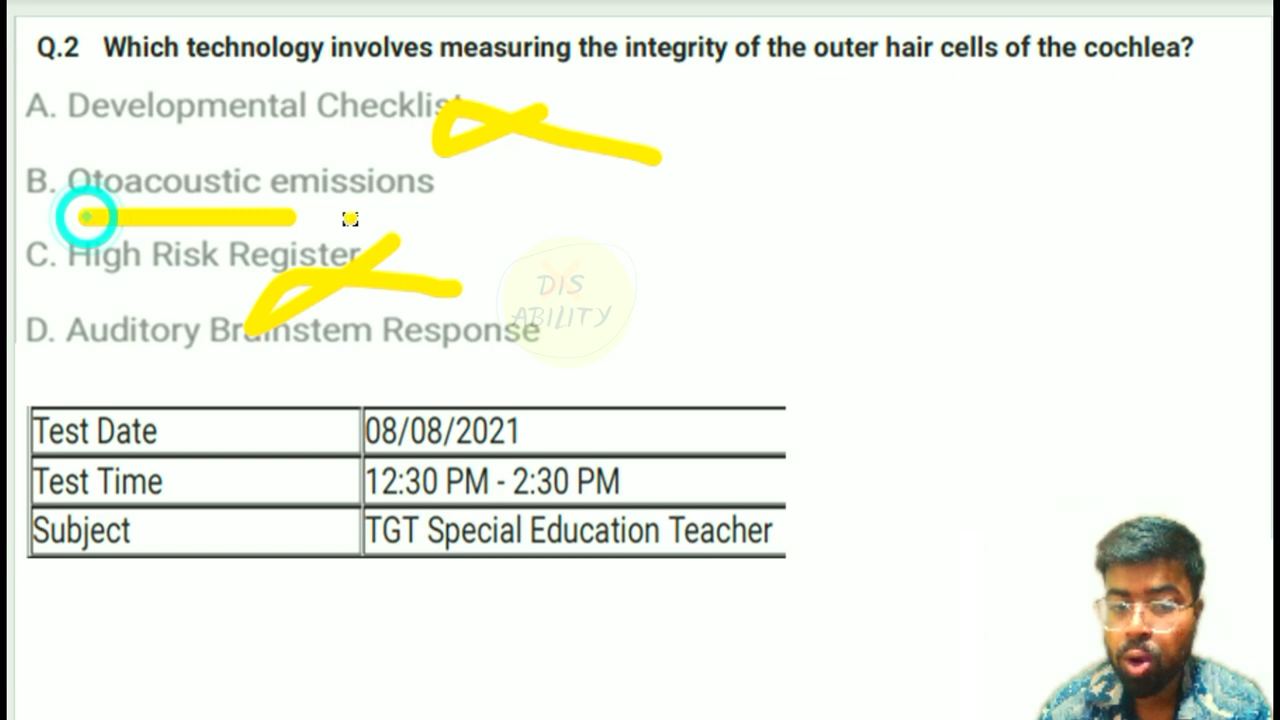 Q.2 Which technology involves measuring the integrity of the outer hair cells of the cochlea?
A. Developmental Checklist
B. Otoacoustic emissions
C. High Risk Register
D. Auditory Brainstem Response
DIS
ABILITY
Test Date 08/08/2021
Test Time 12:30 PM - 2:30 PM
Subject TGT Special Education Teacher